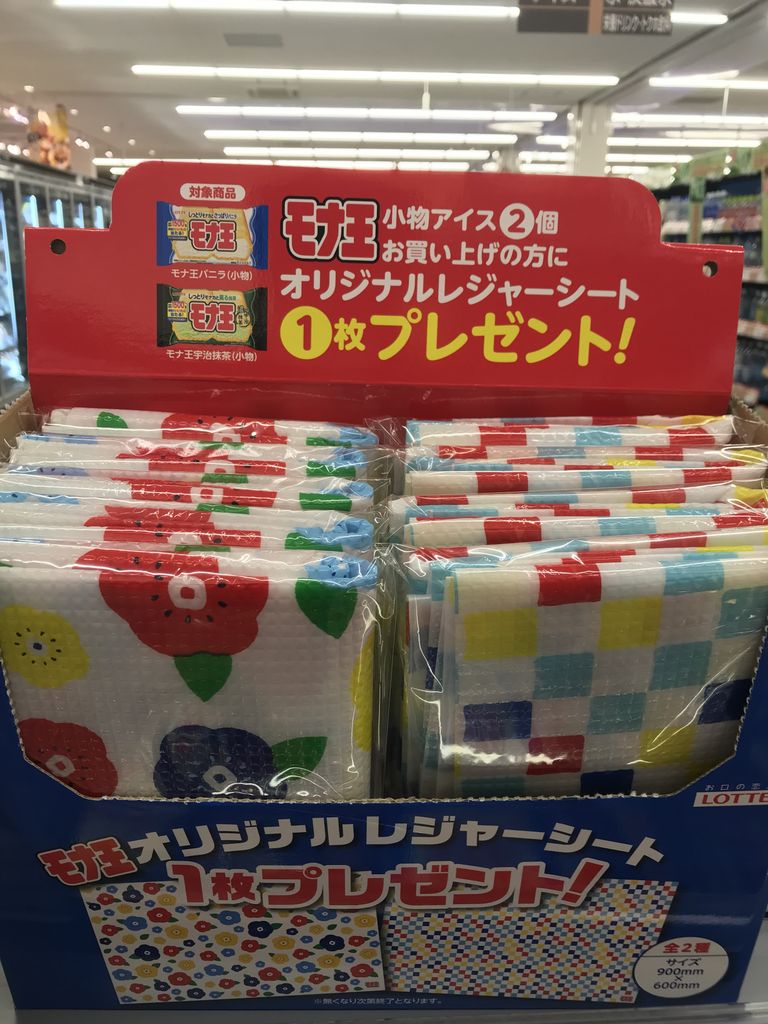 対象商品
モナ王
モナ王バニラ(小物)
モナ王
モナ王宇治抹茶(小物)
モナ王 小物アイス2個
お買い上げの方に
オリジナルレジャーシート
1枚プレゼント!
お口の恋
LOTTE
モナ王オリジナルレジャーシート
1枚プレゼント!
全2種
サイズ
900mm
×
600mm
※無くなり次第終了となります。